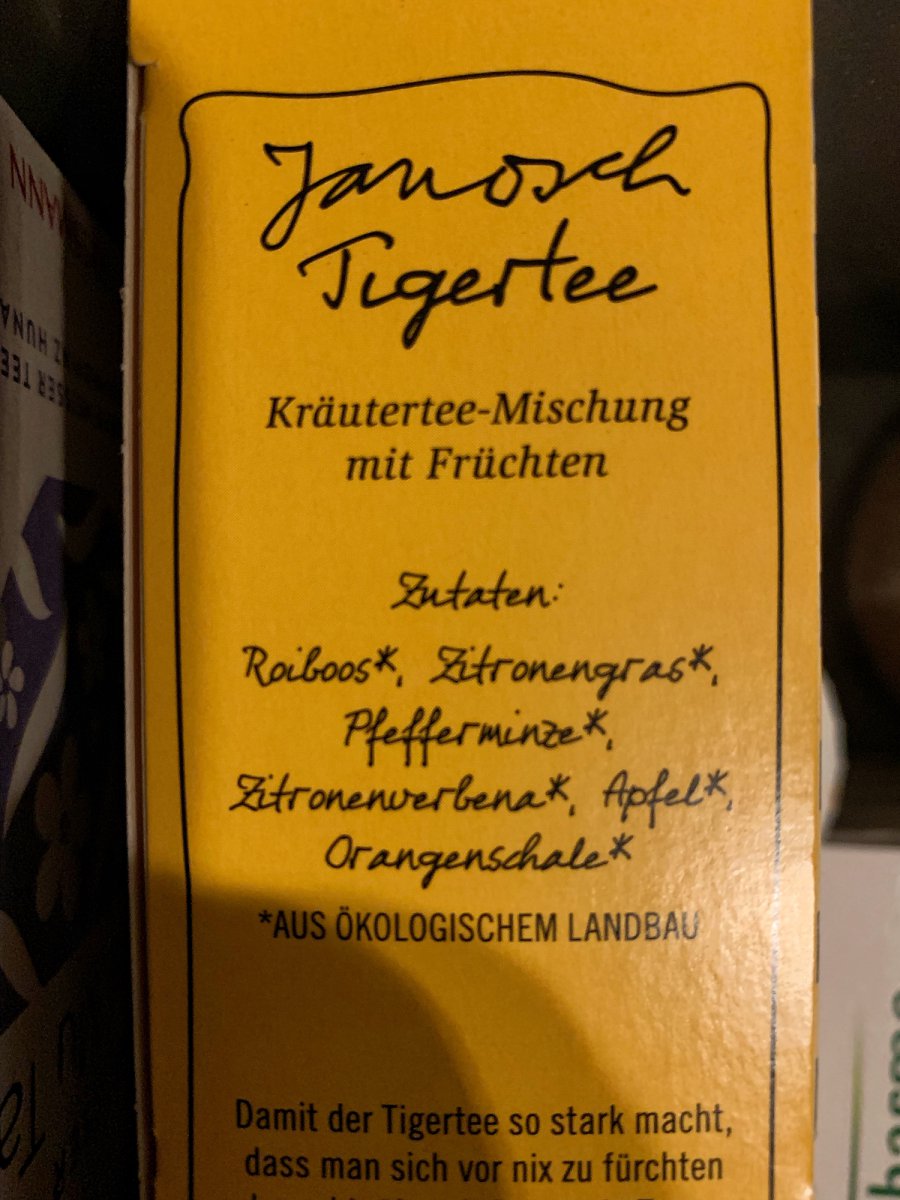 Janosch
Tigertee
Kräutertee-Mischung
mit Früchten
Zutaten:
Roiboos*, Zitronengras*,
Pfefferminze*,
Zitronenverbena*, Apfel*,
Orangenschale*
*AUS ÖKOLOGISCHEM LANDBAU
Damit der Tigertee so stark macht,
dass man sich vor nix zu fürchten